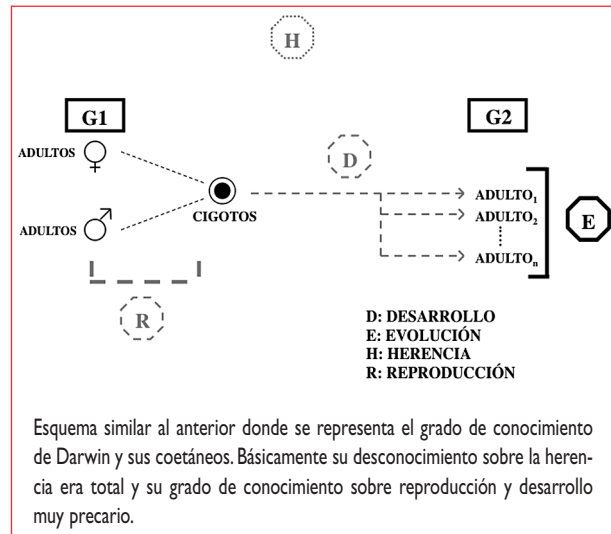 H
G1
G2
ADULTOS
D
ADULTO1
CIGOTOS
ADULTO2
E
ADULTOS
ADULTOn
R
D: DESARROLLO
E: EVOLUCIÓN
H: HERENCIA
R: REPRODUCCIÓN
Esquema similar al anterior donde se representa el grado de conocimiento
de Darwin y sus coetáneos. Básicamente su desconocimiento sobre la heren-
cia era total y su grado de conocimiento sobre reproducción y desarrollo
muy precario.